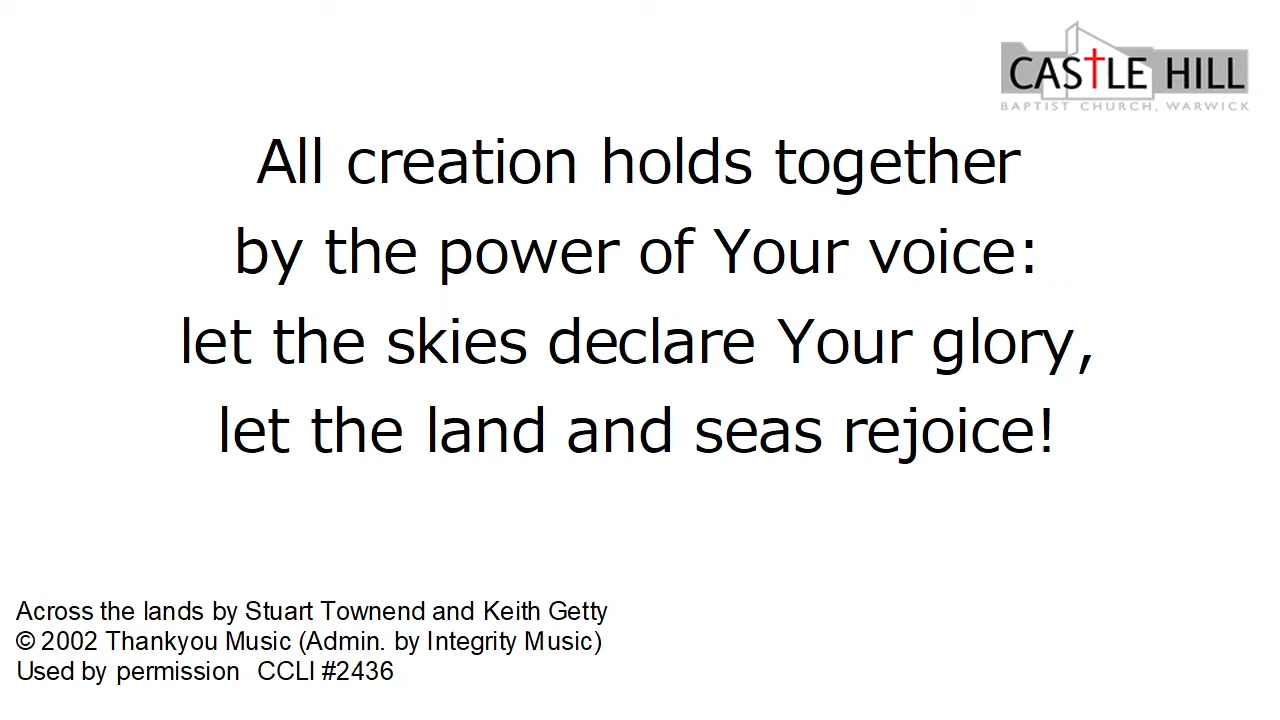 CASTLE HILL
BAPTIST CHURCH, WARWICK
All creation holds together
by the power of Your voice:
let the skies declare Your glory,
let the land and seas rejoice!
Across the lands by Stuart Townend and Keith Getty
© 2002 Thankyou Music (Admin. by Integrity Music)
Used by permission CCLI #2436